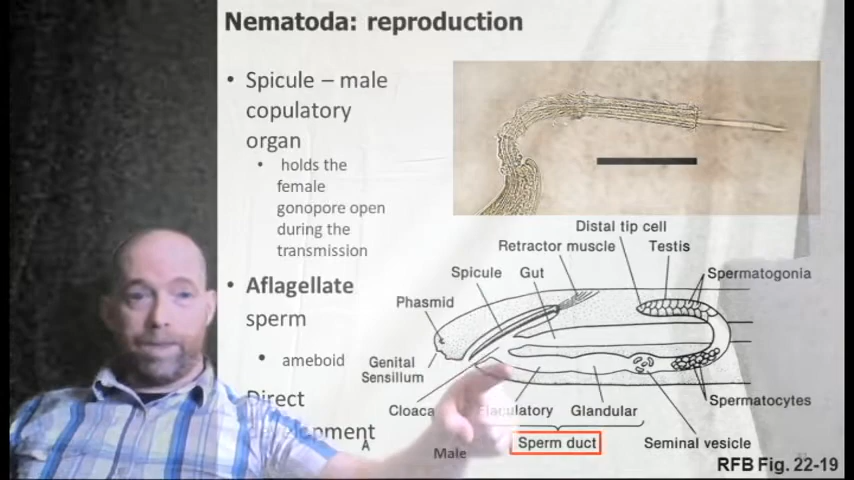 Nematoda: reproduction
• Spicule – male
copulatory
organ
• holds the
female
gonopore open
during the
transmission
• Aflagellate
sperm
• ameboid
Direct
development
Distal tip cell
Retractor muscle
Testis
Spicule
Gut
Spermatogonia
Phasmid
Genital
Sensillum
Cloaca
Glandular
Spermatocytes
Sperm duct
Seminal vesicle
A
Male
RFB Fig. 22-19